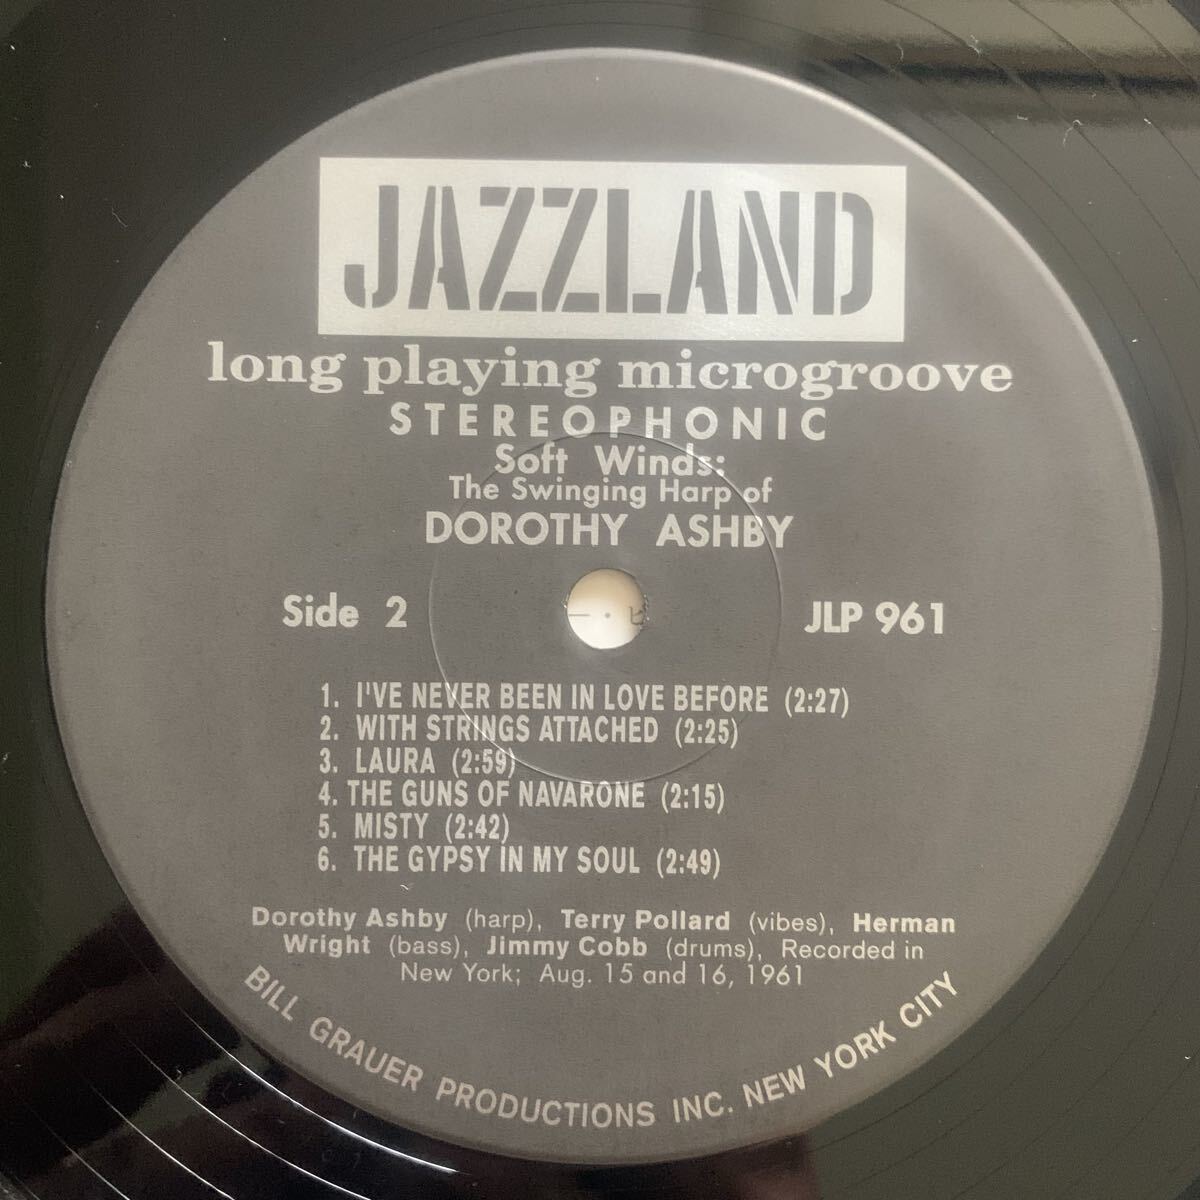 JAZZLAND
long playing microgroove
STEREOPHONIC
Soft Winds:
The Swinging Harp of
DOROTHY ASHBY
Side 2
JLP 961
1. I'VE NEVER BEEN IN LOVE BEFORE (2:27)
2. WITH STRINGS ATTACHED (2:25)
3. LAURA (2:59)
4. THE GUNS OF NAVARONE (2:15)
5. MISTY (2:42)
6. THE GYPSY IN MY SOUL (2:49)
Dorothy Ashby (harp), Terry Pollard (vibes), Herman
Wright (bass), Jimmy Cobb (drums), Recorded in
New York; Aug. 15 and 16, 1961
BILL GRAUER PRODUCTIONS INC. NEW YORK CITY